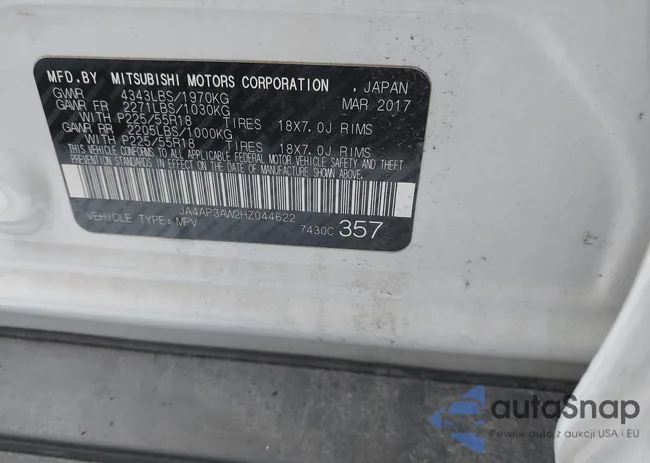 MFD. BY MITSUBISHI MOTORS CORPORATION , JAPAN
GVWR 4343LBS/1970KG MAR 2017
GAWR FR 2271LBS/1030KG
WITH P225/55R18 TIRES 18X7.0J RIMS
GAWR RR 2205LBS/1000KG
WITH P225/55R18 TIRES 18X7.0J RIMS
THIS VEHICLE CONFORMS TO ALL APPLICABLE FEDERAL MOTOR VEHICLE SAFETY AND THEFT
PREVENTION STANDARDS IN EFFECT ON THE DATE OF MANUFACTURE SHOWN ABOVE.
JA4AP3AW2HZ044622
VEHICLE TYPE: MPV 7430C 357
autoSnap
Pewne auta z aukcji USA i EU